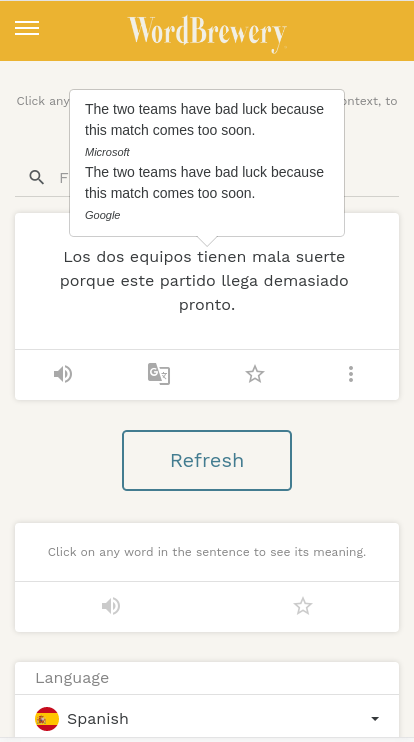 WordBrewery
Click any
ontext, to
The two teams have bad luck because
this match comes too soon.
Microsoft
The two teams have bad luck because
this match comes too soon.
Google
F
Los dos equipos tienen mala suerte
porque este partido llega demasiado
pronto.
Refresh
Click on any word in the sentence to see its meaning.
Language
Spanish